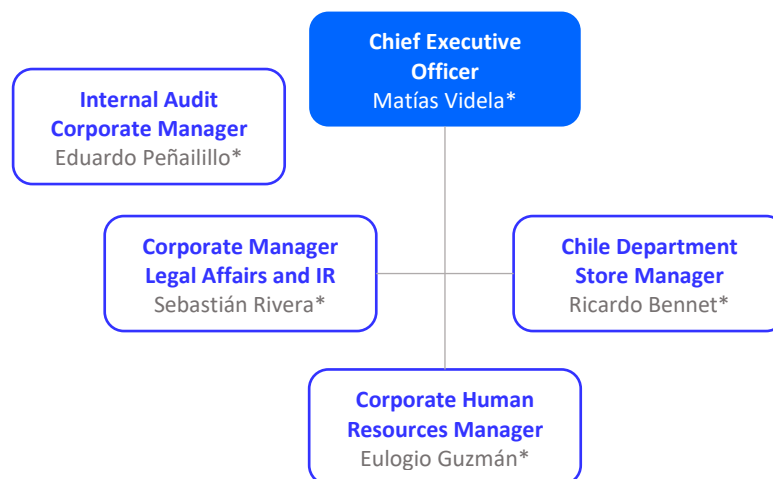 Chief Executive
Officer
Matías Videla*
Internal Audit
Corporate Manager
Eduardo Peñailillo*
Corporate Manager
Legal Affairs and IR
Sebastián Rivera*
Chile Department
Store Manager
Ricardo Bennet*
Corporate Human
Resources Manager
Eulogio Guzmán*